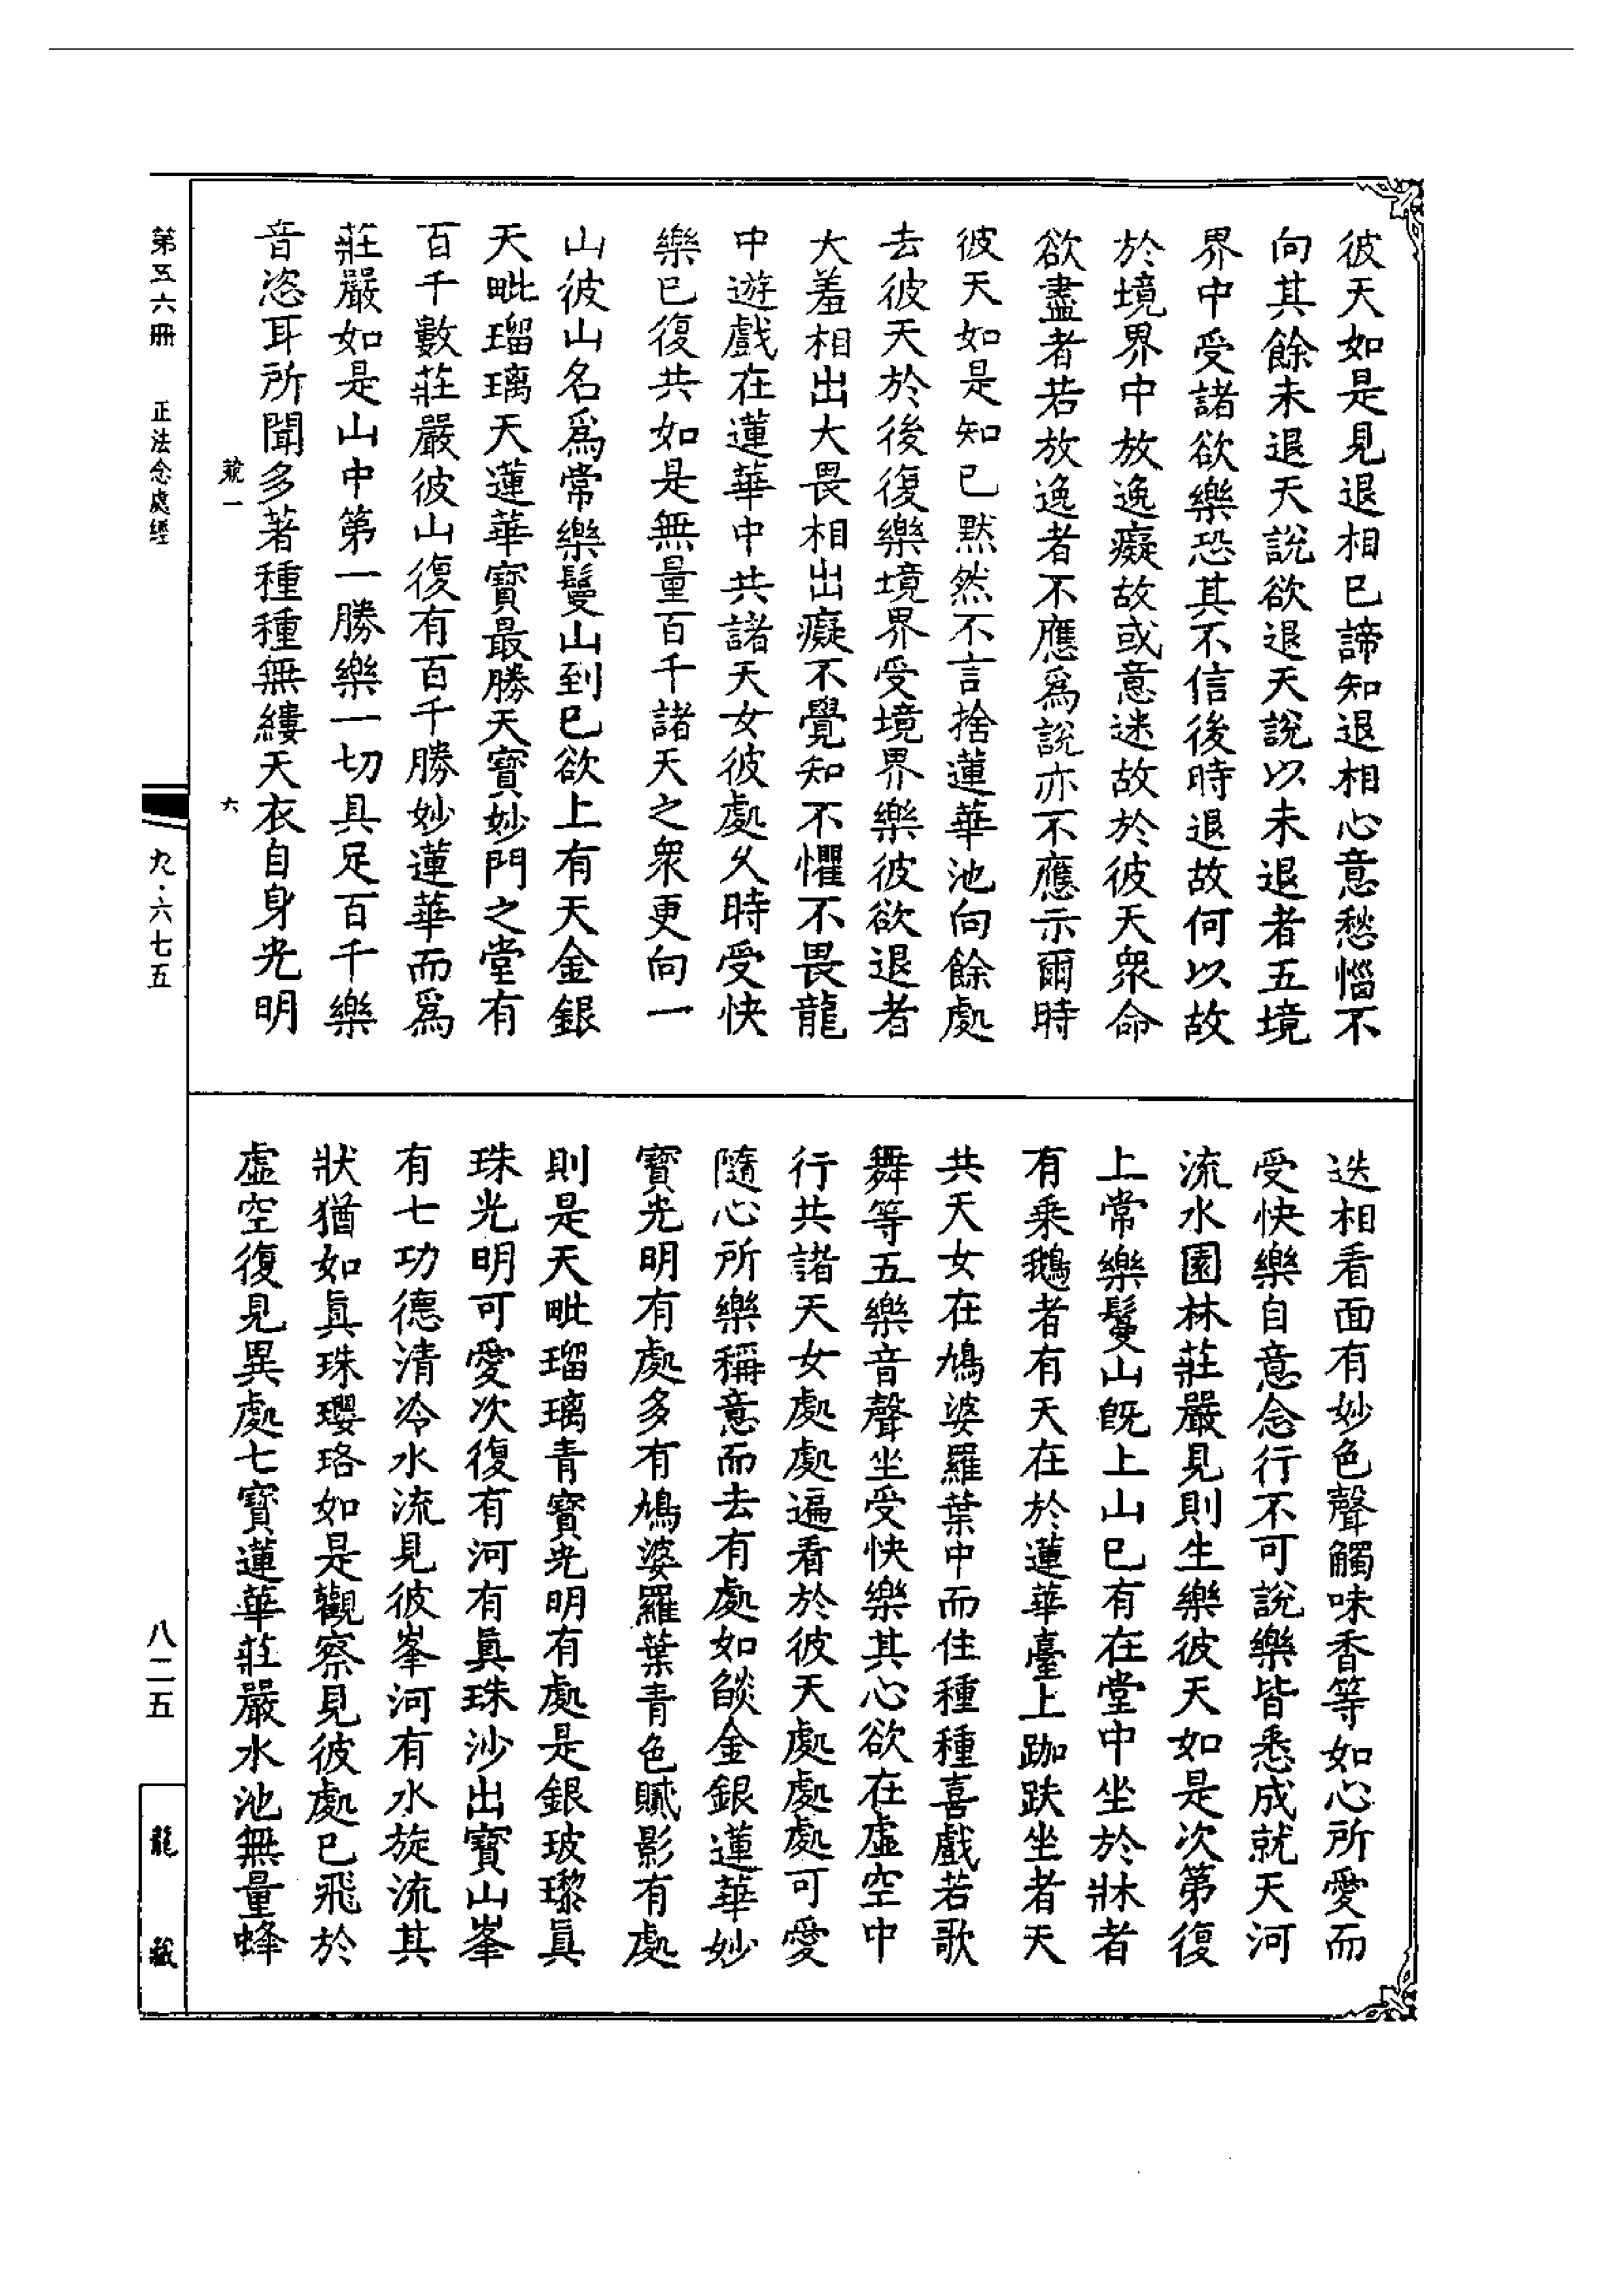 彼天如是見退相已諦知退相心意愁惱不
向其餘未退天說欲退天說以未退者五境
界中受諸欲樂恐其不信後時退故何以故
於境界中放逸癡故或意迷故於彼天眾命
欲盡者若放逸者不應爲說亦不應示爾時
彼天如是知已默然不言捨蓮華池向餘處
去彼天於後復樂境界受境界樂彼欲退者
大羞相出大畏相出癡不覺知不懼不畏龍
中遊戲在蓮華中共諸天女彼處久時受快
樂已復共如是無量百千諸天之眾更向一
山彼山名爲常樂鬘山到已欲上有天金銀
天毗瑠璃天蓮華寶最勝天寶妙門之堂有
百千數莊嚴彼山復有百千勝妙蓮華而爲
莊嚴如是山中第一勝樂一切具足百千樂
音恣耳所聞多著種種無縷天衣自身光明
迭相看面有妙色聲觸味香等如心所愛而
受快樂自意念行不可說樂皆悉成就天河
流水園林莊嚴見則生樂彼天如是次第復
上常樂鬘山既上山已有在堂中坐於牀者
有乘鵝者有天在於蓮華臺上跏趺坐者天
共天女在鳩婆羅葉中而住種種喜戲若歌
舞等五樂音聲坐受快樂其心欲在虛空中
行共諸天女處處遍看於彼天處處處可愛
隨心所樂稱意而去有處如燄金銀蓮華妙
寶光明有處多有鳩婆羅葉青色膩影有處
則是天毗瑠璃青寶光明有處是銀玻瓈真
珠光明可愛次復有河有真珠沙出寶山峯
有七功德清冷水流見彼峯河有水旋流其
狀猶如真珠瓔珞如是觀察見彼處已飛於
虛空復見異處七寶蓮華莊嚴水池無量蜂
第五六冊　正法念處經
虢一　六
九·六七五
八二五
龍藏